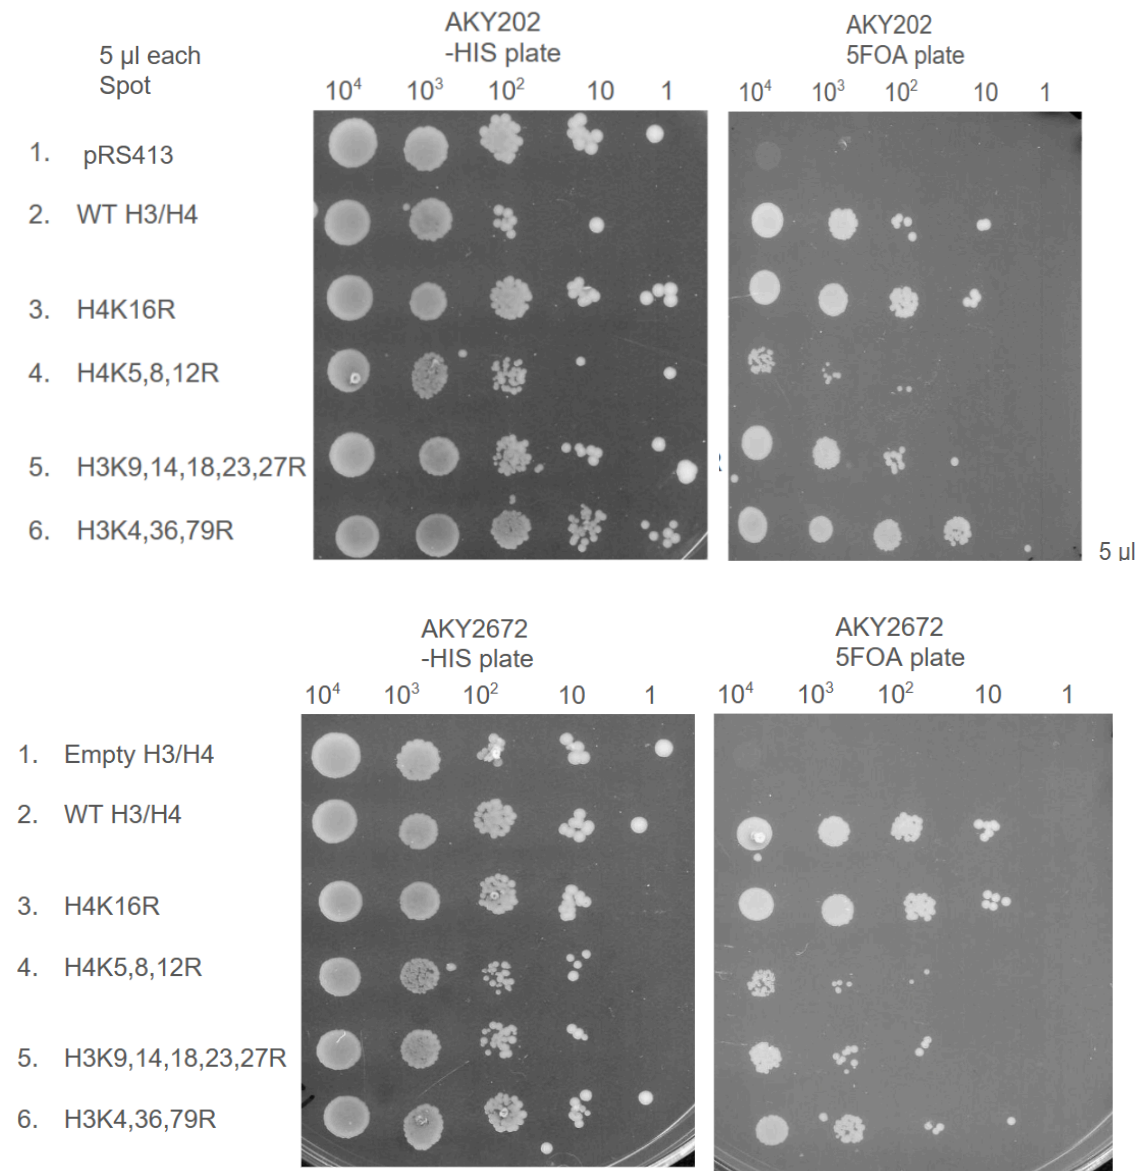 AKY202
-HIS plate
AKY202
5FOA plate
5 µl each
Spot
10⁴ 10³ 10² 10 1
10⁴ 10³ 10² 10 1
1. pRS413
2. WT H3/H4
3. H4K16R
4. H4K5,8,12R
5. H3K9,14,18,23,27R
6. H3K4,36,79R
5 µl
AKY2672
-HIS plate
AKY2672
5FOA plate
10⁴ 10³ 10² 10 1
10⁴ 10³ 10² 10 1
1. Empty H3/H4
2. WT H3/H4
3. H4K16R
4. H4K5,8,12R
5. H3K9,14,18,23,27R
6. H3K4,36,79R